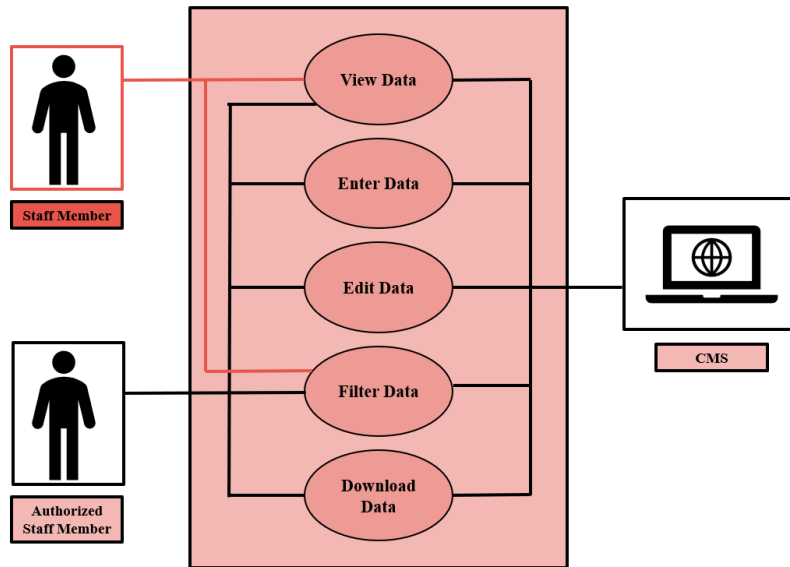 View Data
Staff Member
Enter Data
Edit Data
CMS
Filter Data
Authorized
Staff Member
Download
Data